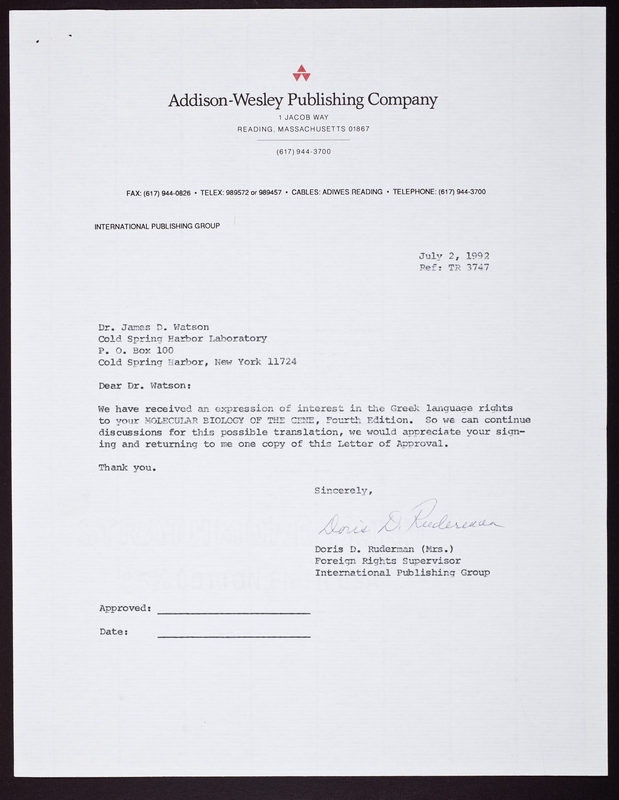 Addison-Wesley Publishing Company
1 JACOB WAY
READING, MASSACHUSETTS 01867
(617) 944-3700
FAX: (617) 944-0826 • TELEX: 989572 or 989457 • CABLES: ADIWES READING • TELEPHONE: (617) 944-3700
INTERNATIONAL PUBLISHING GROUP
July 2, 1992
Ref: TR 3747
Dr. James D. Watson
Cold Spring Harbor Laboratory
P. O. Box 100
Cold Spring Harbor, New York 11724
Dear Dr. Watson:
We have received an expression of interest in the Greek language rights
to your MOLECULAR BIOLOGY OF THE GENE, Fourth Edition. So we can continue
discussions for this possible translation, we would appreciate your sign-
ing and returning to me one copy of this Letter of Approval.
Thank you.
Sincerely,
Doris D. Ruderman
Doris D. Ruderman (Mrs.)
Foreign Rights Supervisor
International Publishing Group
Approved:
Date: